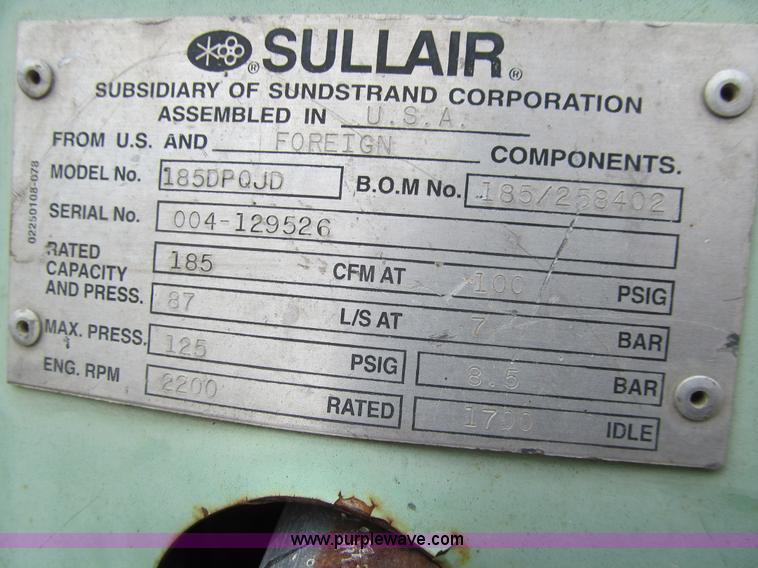 ® SULLAIR ®
SUBSIDIARY OF SUNDSTRAND CORPORATION
ASSEMBLED IN U.S.A.
FROM U.S. AND FOREIGN COMPONENTS.
MODEL No. 185DPQJD B.O.M No. 185/258402
SERIAL No. 004-129526
RATED
CAPACITY 185 CFM AT 100 PSIG
AND PRESS. 87 L/S AT 7 BAR
MAX. PRESS. 125 PSIG 8.5 BAR
ENG. RPM 2200 RATED 1700 IDLE
02250108-078
www.purplewave.com